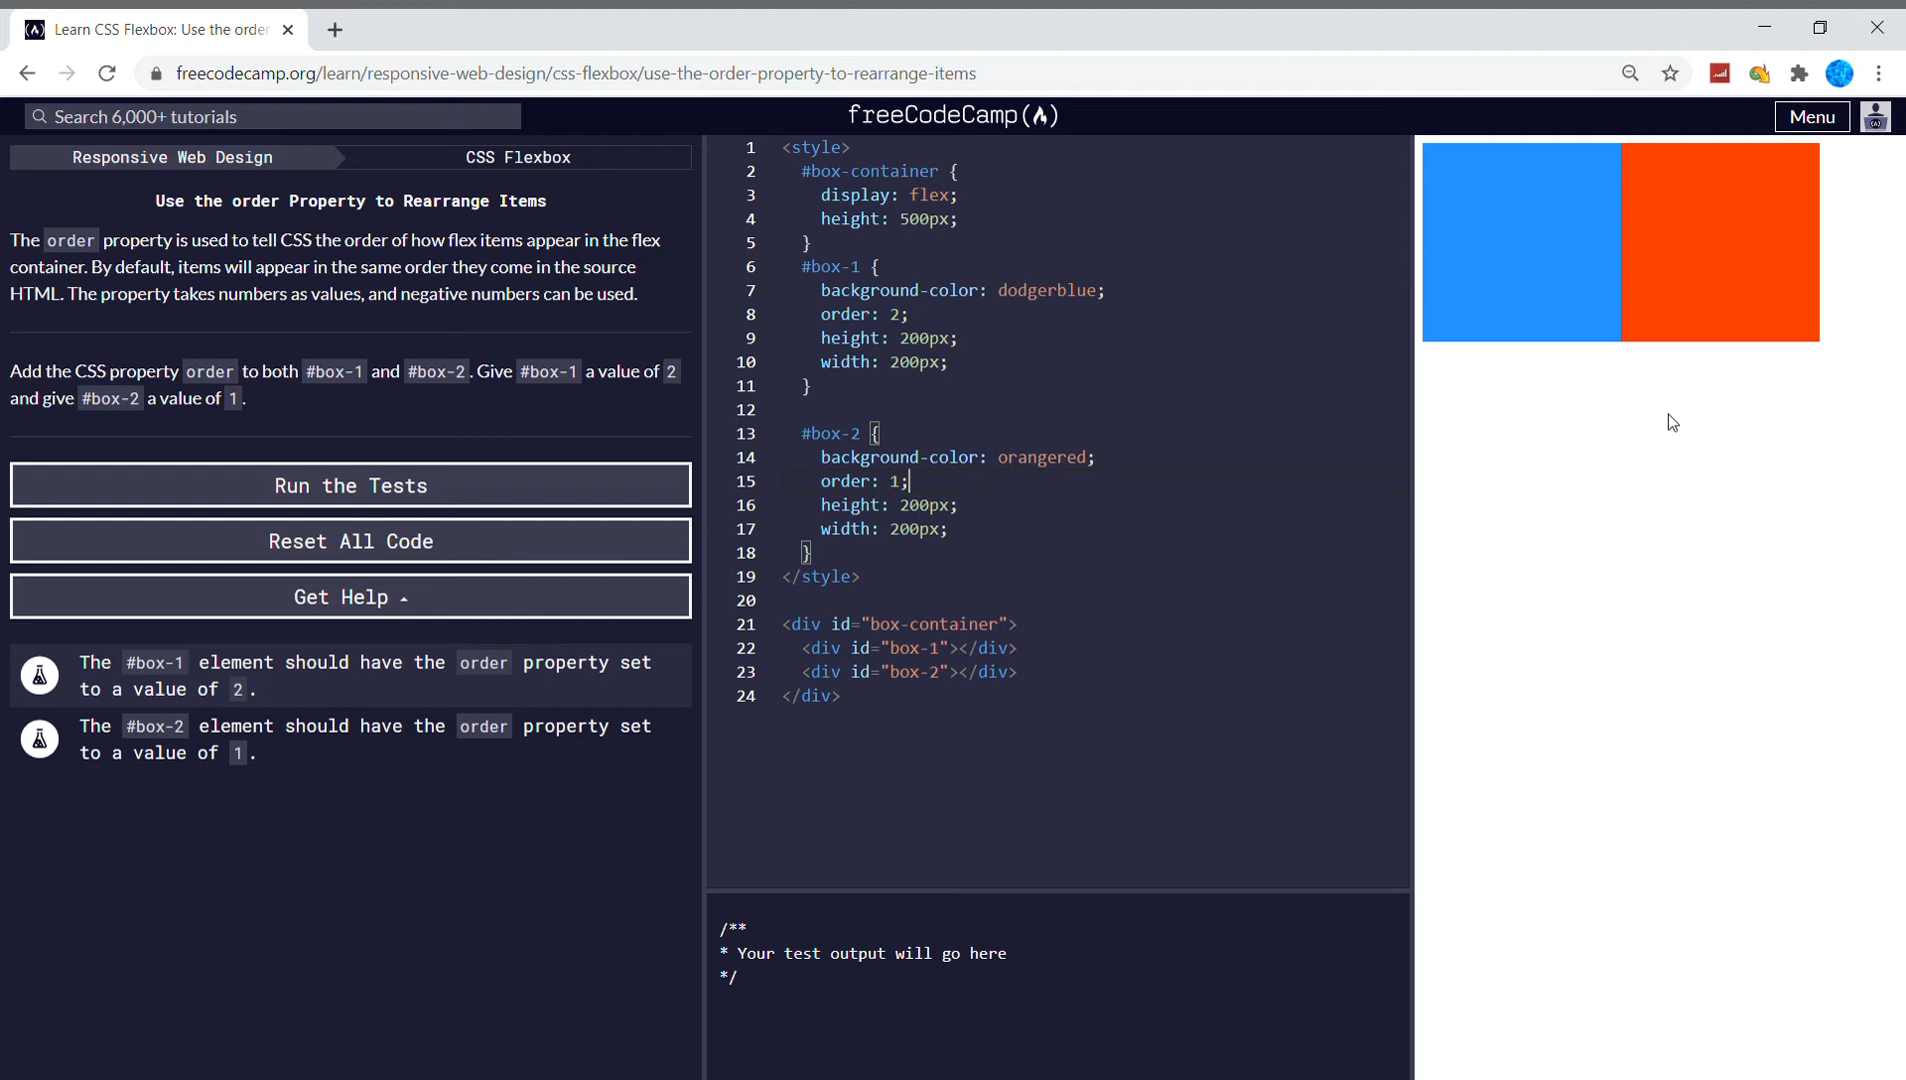 Learn CSS Flexbox: Use the order
freecodecamp.org/learn/responsive-web-design/css-flexbox/use-the-order-property-to-rearrange-items
Search 6,000+ tutorials
freeCodeCamp
Menu
Responsive Web Design
CSS Flexbox
Use the order Property to Rearrange Items
The order property is used to tell CSS the order of how flex items appear in the flex
container. By default, items will appear in the same order they come in the source
HTML. The property takes numbers as values, and negative numbers can be used.
Add the CSS property order to both #box-1 and #box-2. Give #box-1 a value of 2
and give #box-2 a value of 1.
Run the Tests
Reset All Code
Get Help
The #box-1 element should have the order property set
to a value of 2.
The #box-2 element should have the order property set
to a value of 1.
1 <style>
2 #box-container {
3 display: flex;
4 height: 500px;
5 }
6 #box-1 {
7 background-color: dodgerblue;
8 order: 2;
9 height: 200px;
10 width: 200px;
11 }
12
13 #box-2 {
14 background-color: orangered;
15 order: 1;
16 height: 200px;
17 width: 200px;
18 }
19 </style>
20
21 <div id="box-container">
22 <div id="box-1"></div>
23 <div id="box-2"></div>
24 </div>
/**
* Your test output will go here
*/